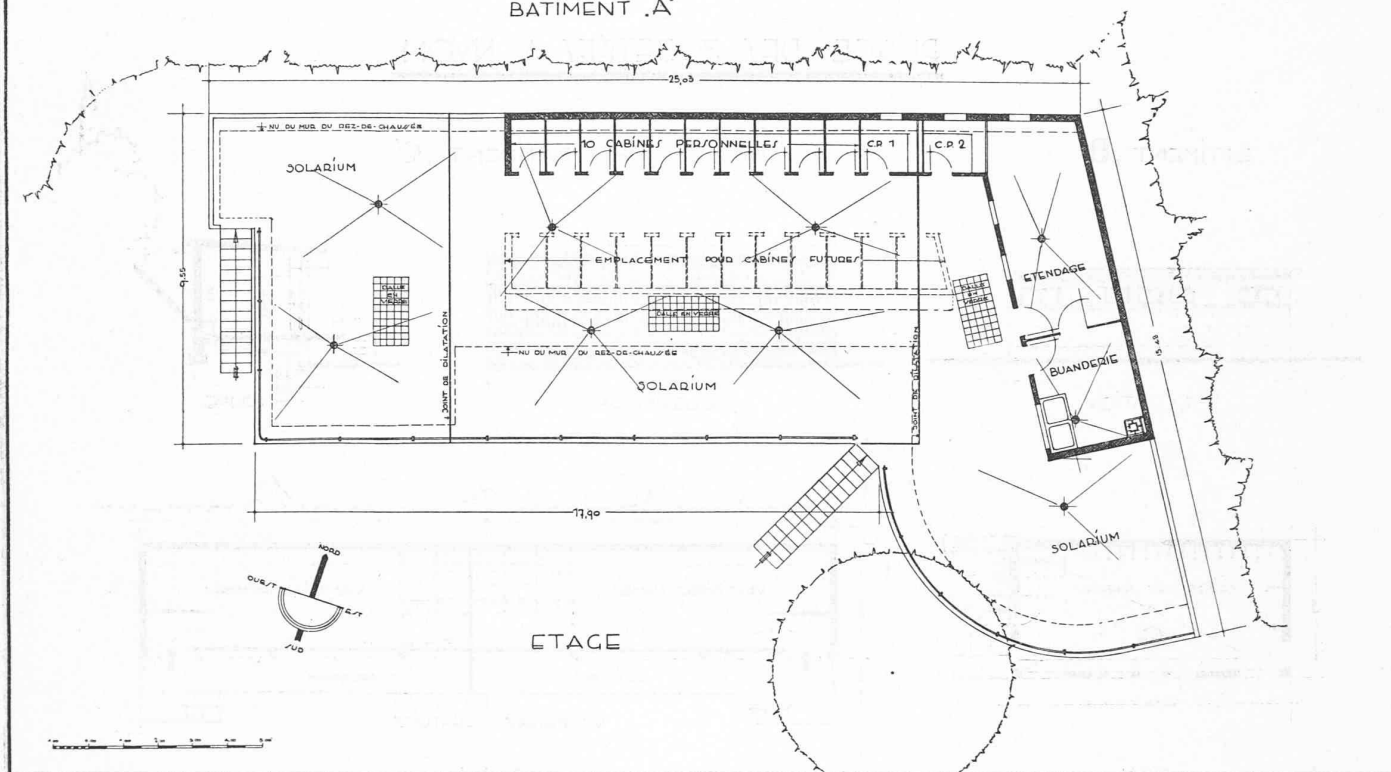 BATIMENT .A
25,03
NU DU MUR DU REZ-DE-CHAUSSÉE
10 CABINES PERSONNELLES
C.P. 1
C.P. 2
SOLARIUM
9,55
EMPLACEMENT POUR CABINES FUTURES
ETENDAGE
DALLE
EN
VERRE
DALLE EN VERRE
DALLE
EN
VERRE
JOINT DE DILATATION
NU DU MUR DU REZ-DE-CHAUSSÉE
JOINT DE DILATATION
BUANDERIE
SOLARIUM
17,90
SOLARIUM
NORD
OUEST
EST
SUD
ETAGE